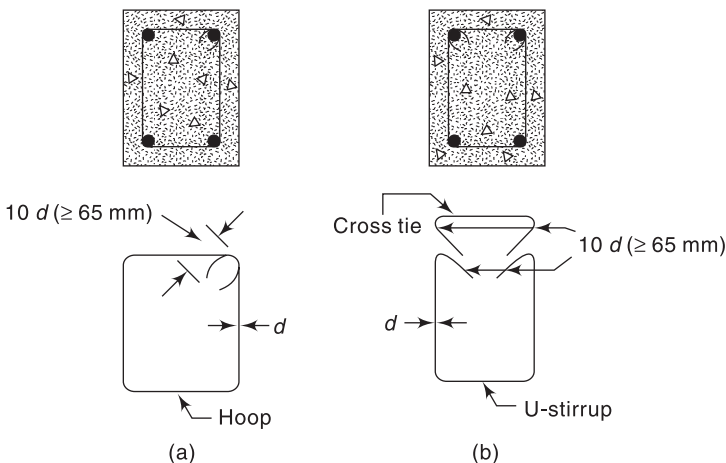 10 d (≥ 65 mm)
d
Hoop
(a)
Cross tie
10 d (≥ 65 mm)
d
U-stirrup
(b)